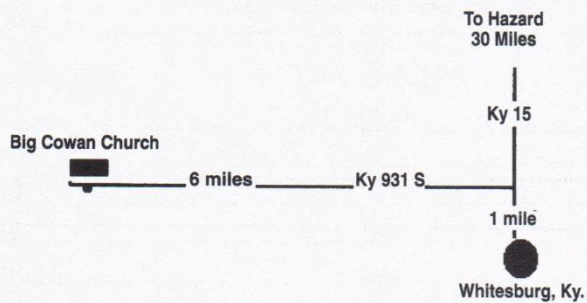 To Hazard
30 Miles
Ky 15
Big Cowan Church
6 miles
Ky 931 S
1 mile
Whitesburg, Ky.